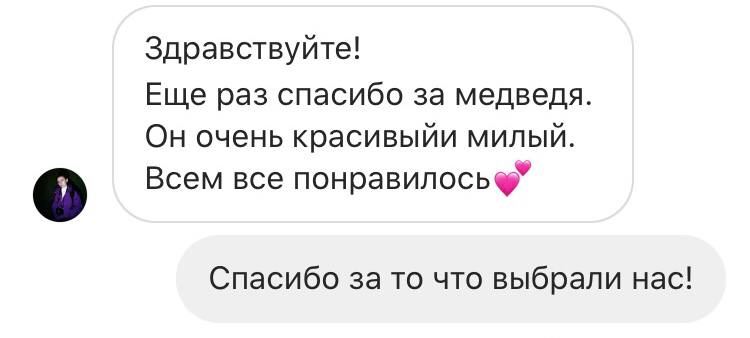 Здравствуйте!
Еще раз спасибо за медведя.
Он очень красивыйи милый.
Всем все понравилось💕
Спасибо за то что выбрали нас!